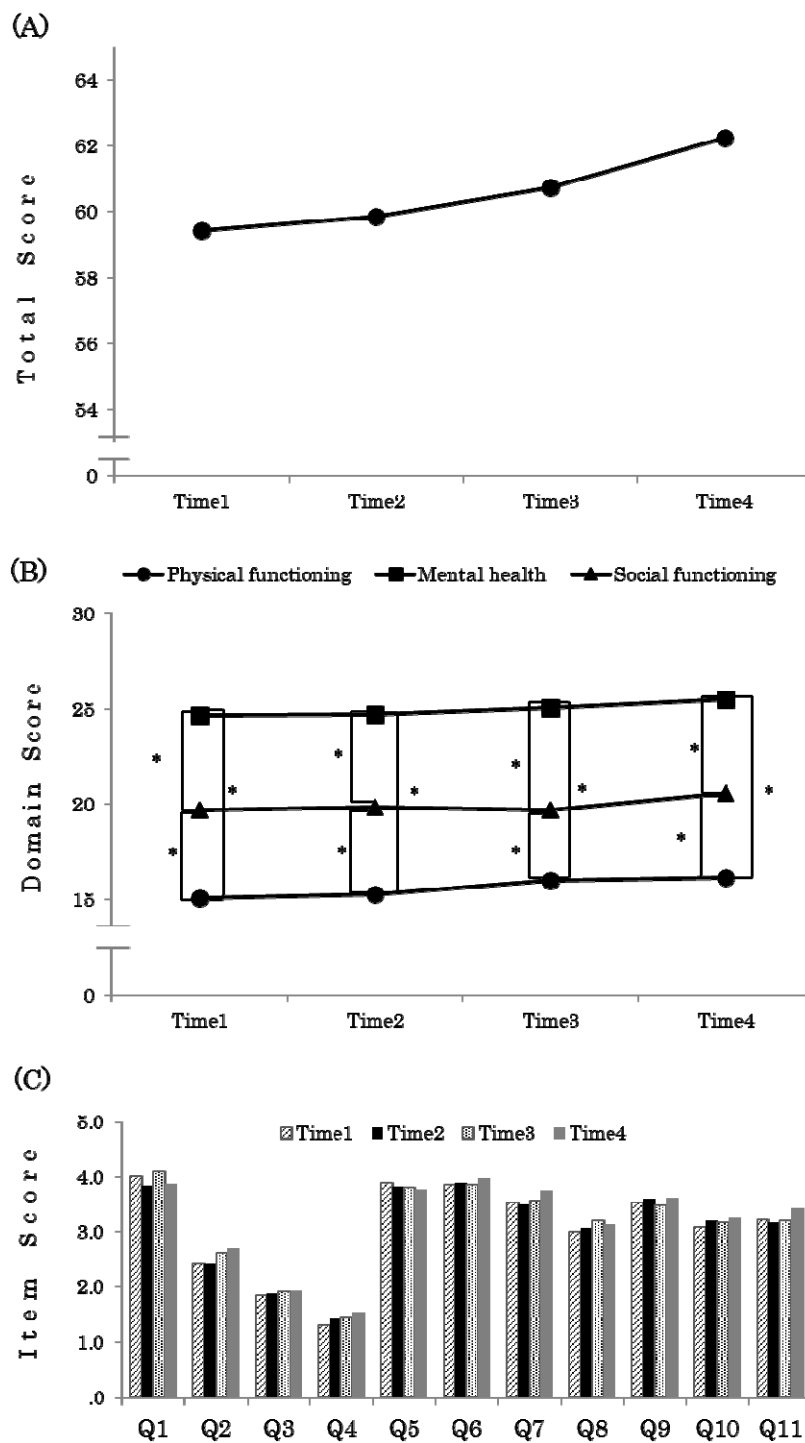 (A)
64
62
60
58
56
54
0
Total Score
Time1 Time2 Time3 Time4
(B)
Physical functioning Mental health Social functioning
30
25
20
15
0
Domain Score
* * * * * * * * * * * *
Time1 Time2 Time3 Time4
(C)
5.0
4.0
3.0
2.0
1.0
.0
Item Score
Time1 Time2 Time3 Time4
Q1 Q2 Q3 Q4 Q5 Q6 Q7 Q8 Q9 Q10 Q11